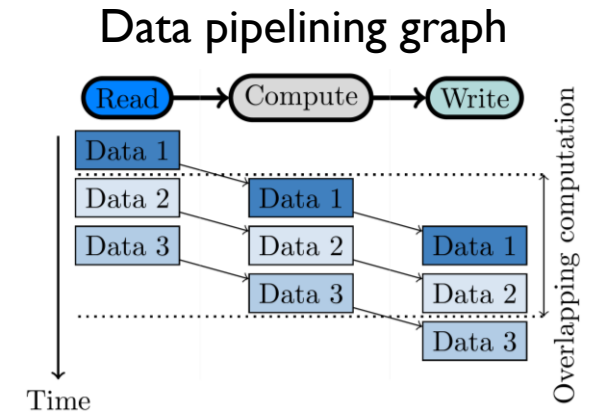 Data pipelining graph
Read Compute Write
Data 1
Data 2 Data 1
Data 3 Data 2 Data 1
Data 3 Data 2
Data 3
Overlapping computation
Time